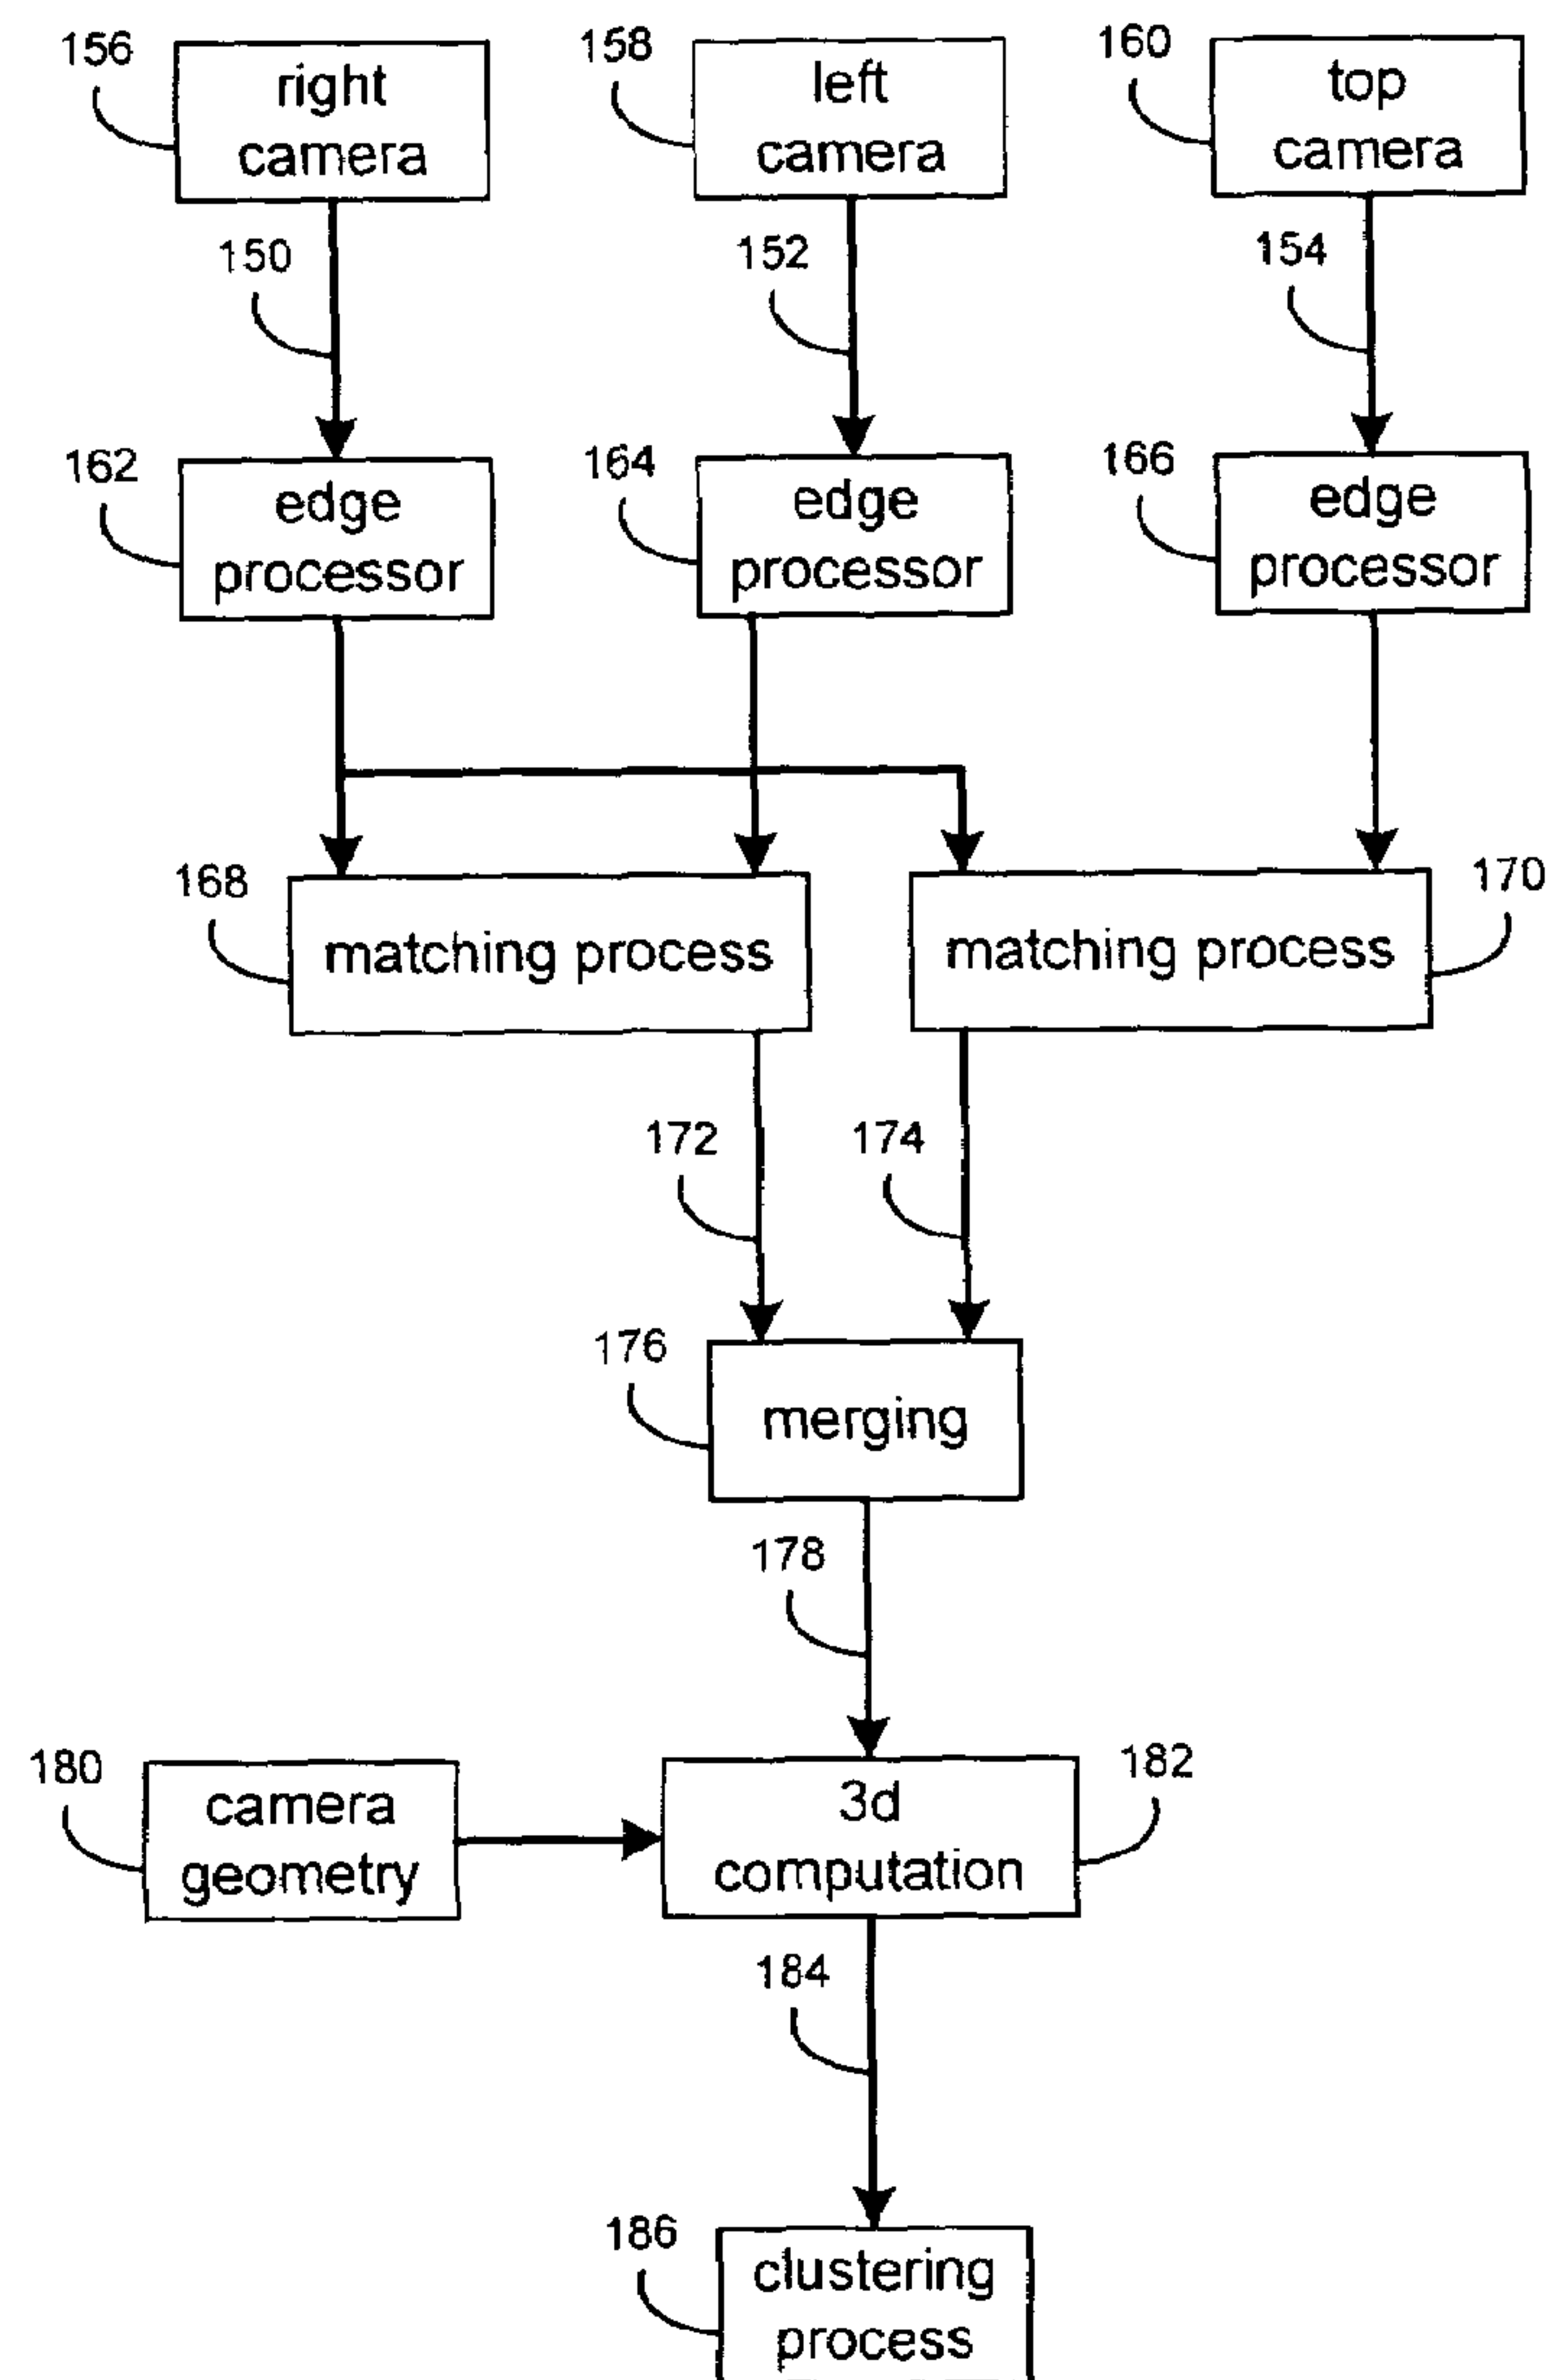 156
right
camera
158
left
camera
160
top
camera
150
152
154
162
edge
processor
164
edge
processor
166
edge
processor
168
matching process
matching process
170
172
174
176
merging
178
180
camera
geometry
3d
computation
182
184
186
clustering
process